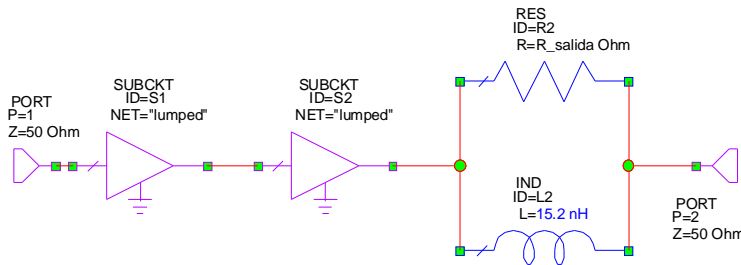 RES
ID=R2
R=R_salida Ohm
SUBCKT
ID=S1
NET="lumped"
SUBCKT
ID=S2
NET="lumped"
PORT
P=1
Z=50 Ohm
IND
ID=L2
L=15.2 nH
PORT
P=2
Z=50 Ohm